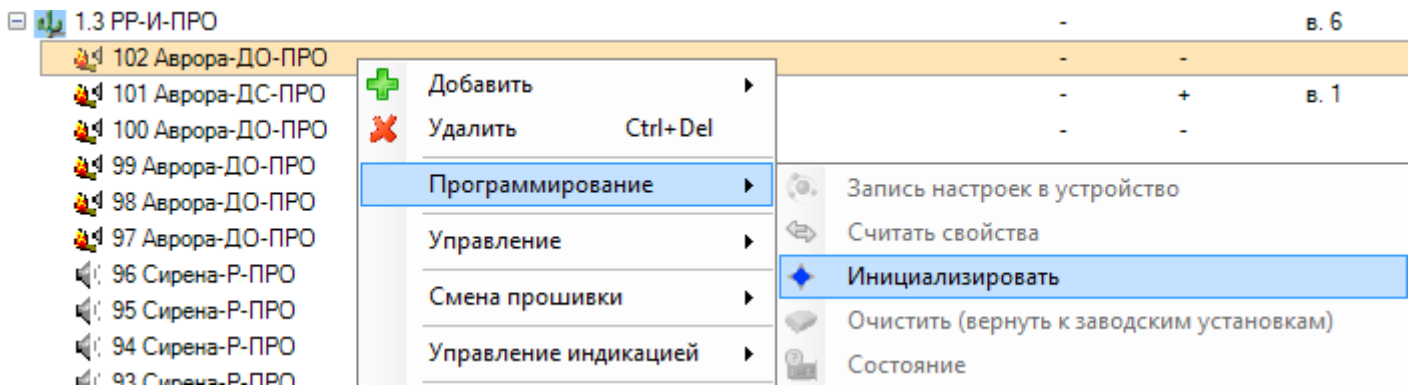 1.3 РР-И-ПРО - в. 6
102 Аврора-ДО-ПРО - -
101 Аврора-ДС-ПРО - + в. 1
100 Аврора-ДО-ПРО - -
99 Аврора-ДО-ПРО
98 Аврора-ДО-ПРО
97 Аврора-ДО-ПРО
96 Сирена-Р-ПРО
95 Сирена-Р-ПРО
94 Сирена-Р-ПРО
93 Сирена-Р-ПРО
Добавить
Удалить Ctrl+Del
Программирование
Управление
Смена прошивки
Управление индикацией
Запись настроек в устройство
Считать свойства
Инициализировать
Очистить (вернуть к заводским установкам)
Состояние